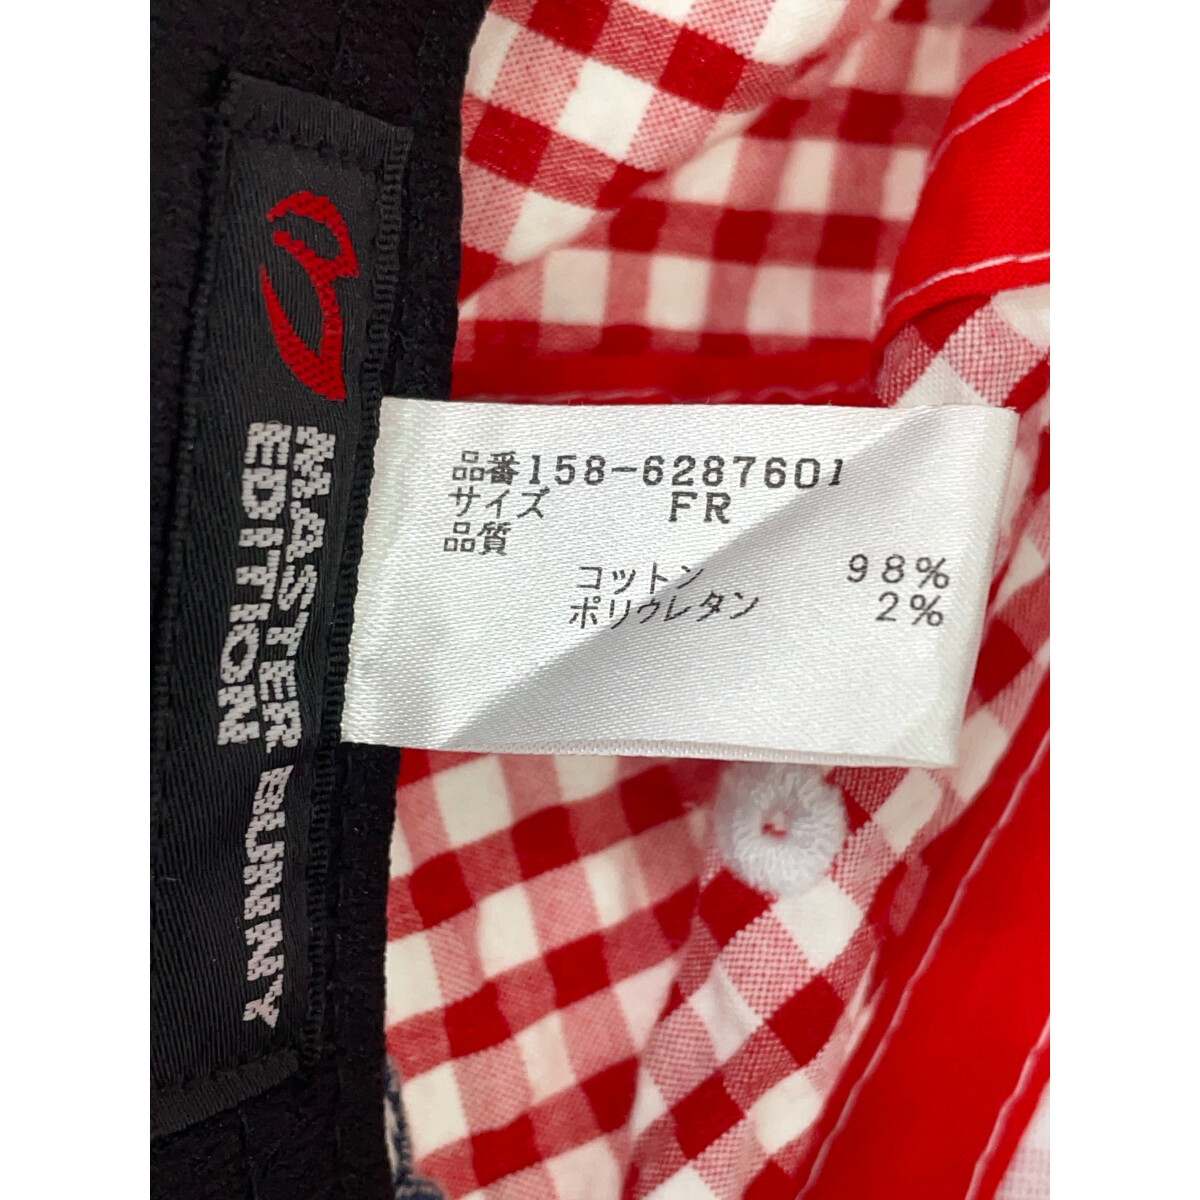 MASTER BUNNY
EDITION
品番158-6287601
サイズ FR
品質
コットン 98%
ポリウレタン 2%